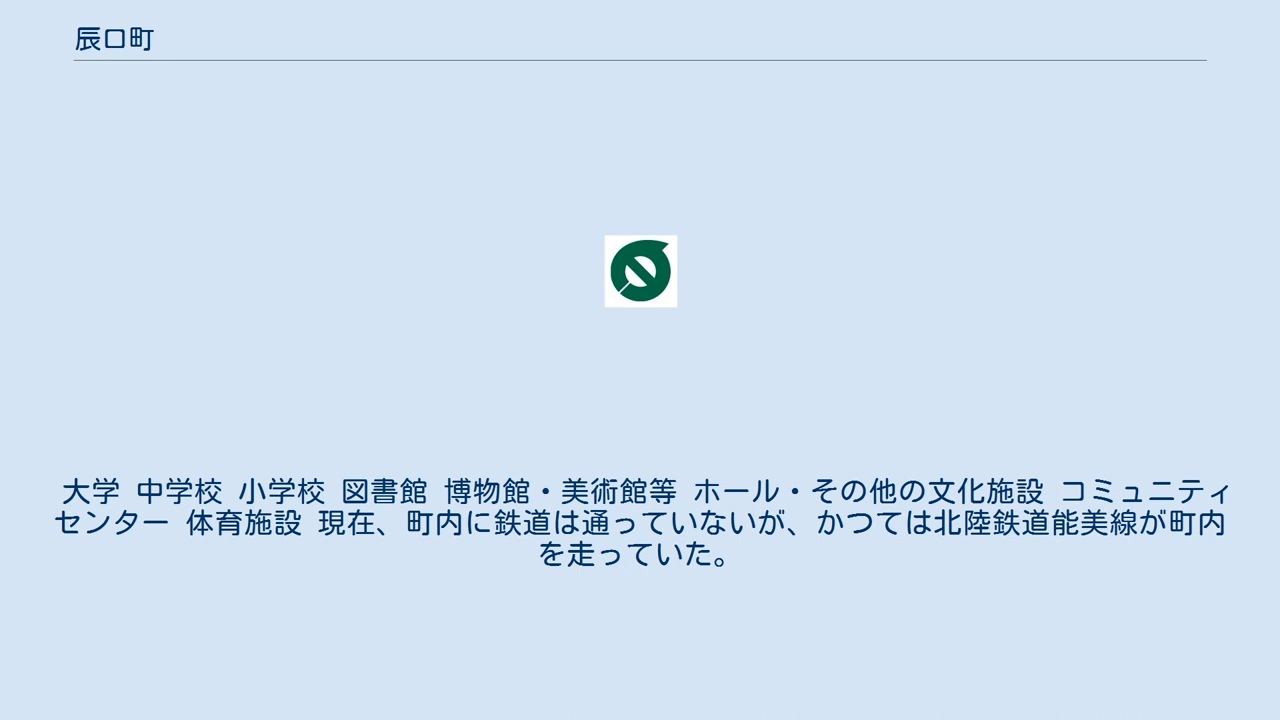 辰口町
大学 中学校 小学校 図書館 博物館・美術館等 ホール・その他の文化施設 コミュニティ
センター 体育施設 現在、町内に鉄道は通っていないが、かつては北陸鉄道能美線が町内
を走っていた。